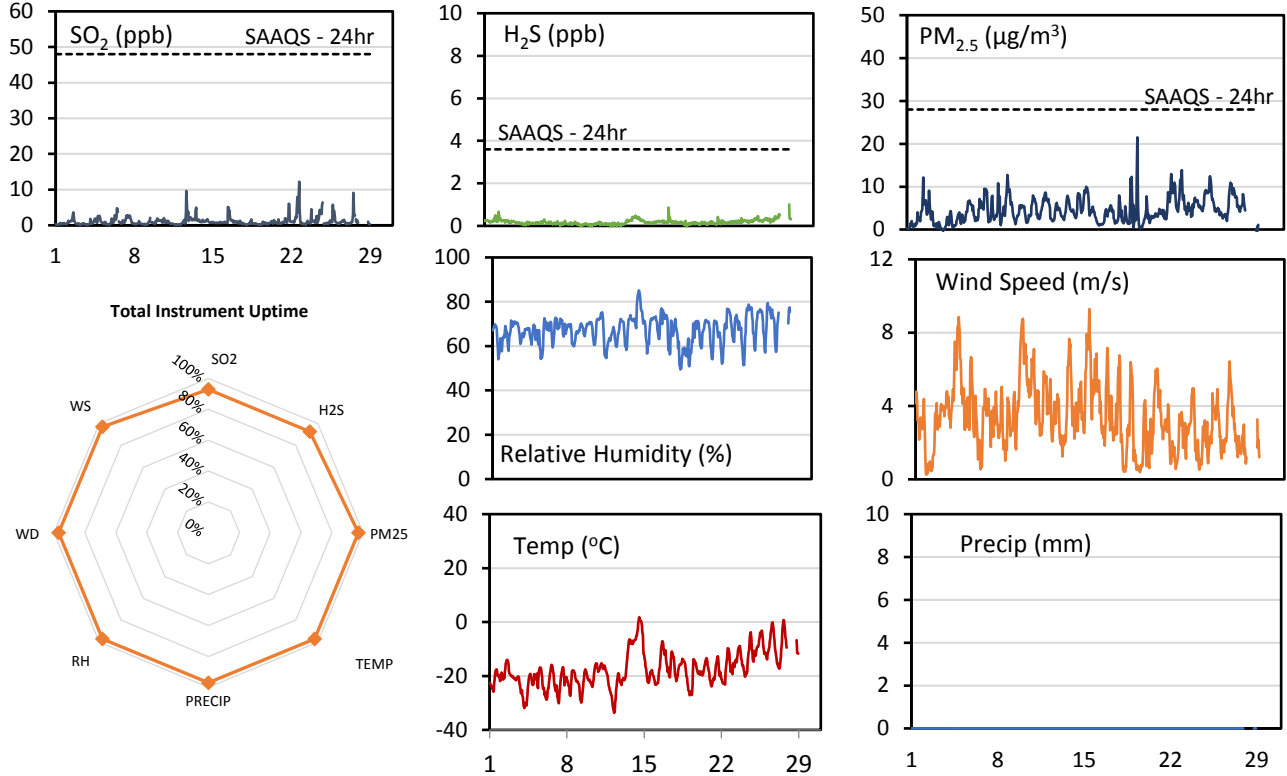 SO₂ (ppb)
SAAQS - 24hr
60
50
40
30
20
10
0
1 8 15 22 29
H₂S (ppb)
SAAQS - 24hr
10
8
6
4
2
0
PM₂.₅ (µg/m³)
SAAQS - 24hr
50
40
30
20
10
0
Total Instrument Uptime
SO2
H2S
PM25
TEMP
PRECIP
RH
WD
WS
100%
80%
60%
40%
20%
0%
100
80
60
40
20
0
Relative Humidity (%)
Wind Speed (m/s)
12
8
4
0
Temp (°C)
40
20
0
-20
-40
1 8 15 22 29
Precip (mm)
10
8
6
4
2
0
1 8 15 22 29